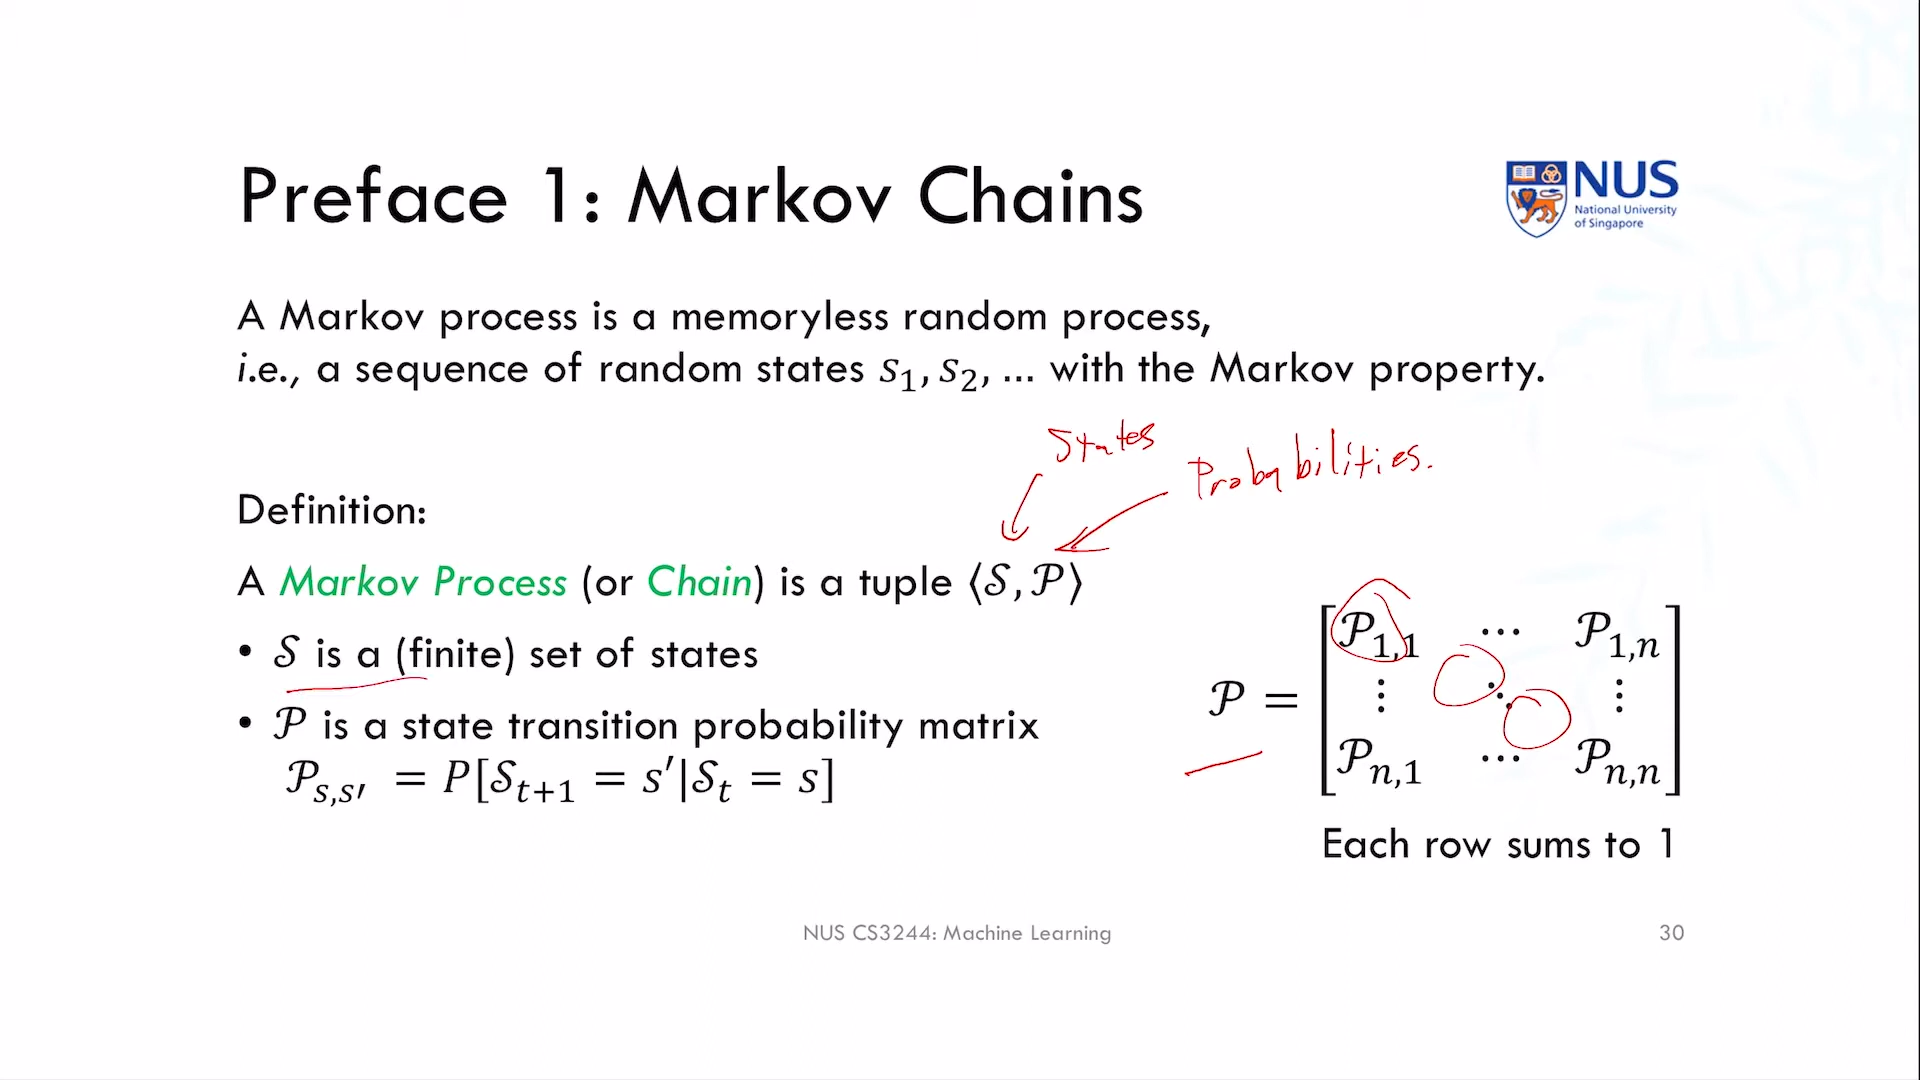 Preface 1: Markov Chains
NUS
National University
of Singapore
A Markov process is a memoryless random process,
i.e., a sequence of random states s₁, s₂, ... with the Markov property.
States
Probabilities.
Definition:
A Markov Process (or Chain) is a tuple ⟨𝒮, 𝒫⟩
• 𝒮 is a (finite) set of states
• 𝒫 is a state transition probability matrix
𝒫ₛ,ₛ′ = P[𝒮ₜ₊₁ = s′|𝒮ₜ = s]
𝒫₁,₁ ⋯ 𝒫₁,ₙ
𝒫 = ⋮ ⋱ ⋮
𝒫ₙ,₁ ⋯ 𝒫ₙ,ₙ
Each row sums to 1
NUS CS3244: Machine Learning
30